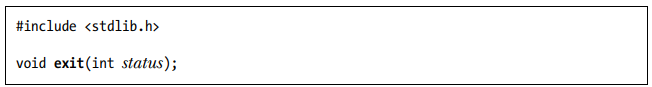 #include <stdlib.h>
void exit(int status);